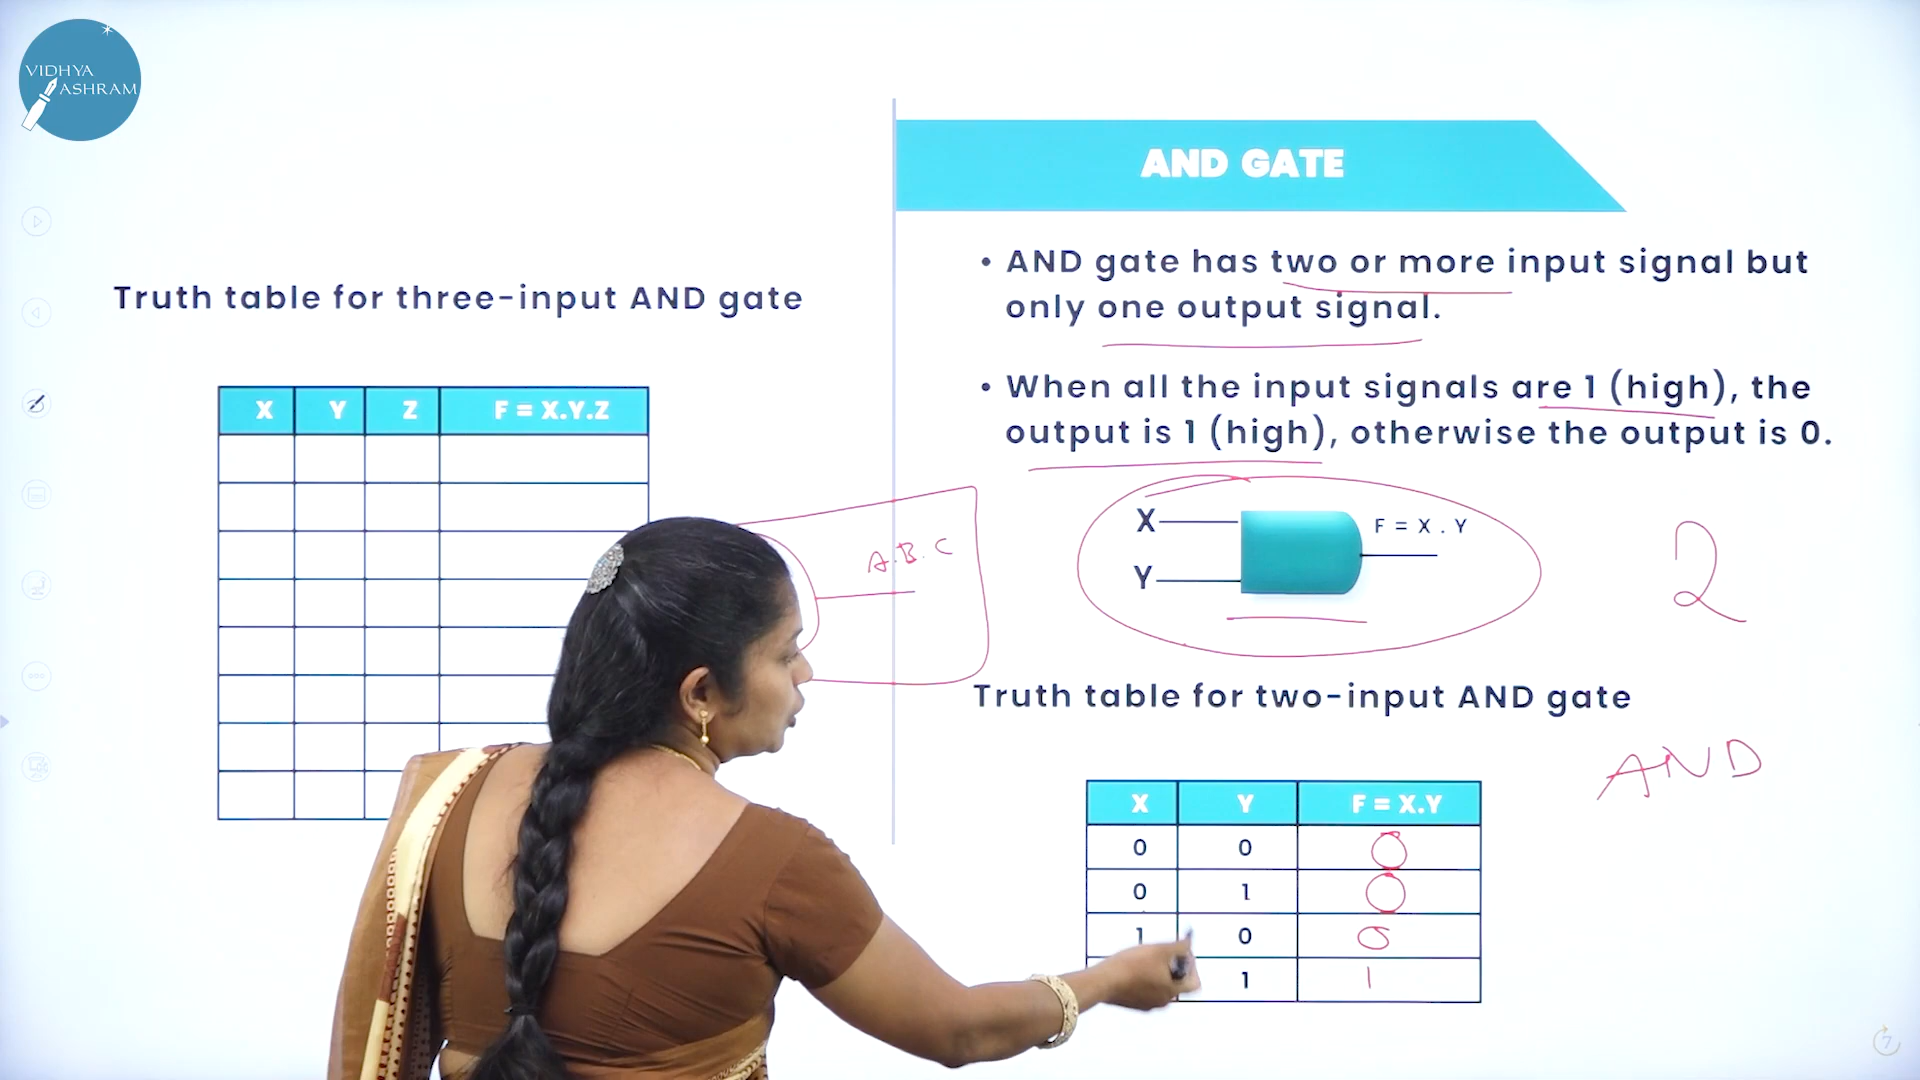 VIDHYA
ASHRAM
Truth table for three-input AND gate
X Y Z F = X.Y.Z
A.B.C
AND GATE
• AND gate has two or more input signal but
only one output signal.
• When all the input signals are 1 (high), the
output is 1 (high), otherwise the output is 0.
X
Y
F = X . Y
2
Truth table for two-input AND gate
AND
X Y F = X.Y
0 0 0
0 1 0
1 0 0
1 1
7